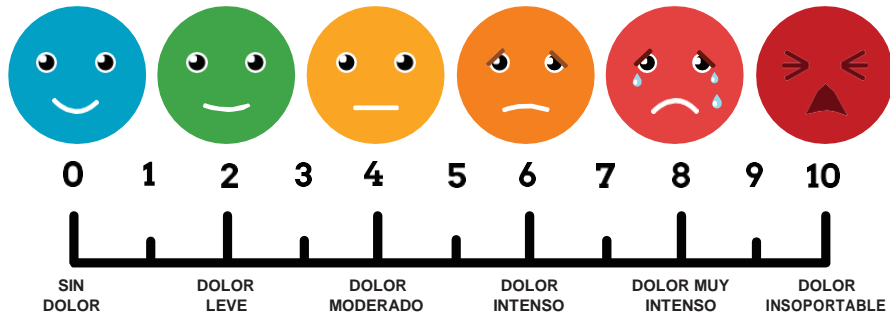 0 1 2 3 4 5 6 7 8 9 10
SIN
DOLOR
DOLOR
LEVE
DOLOR
MODERADO
DOLOR
INTENSO
DOLOR MUY
INTENSO
DOLOR
INSOPORTABLE